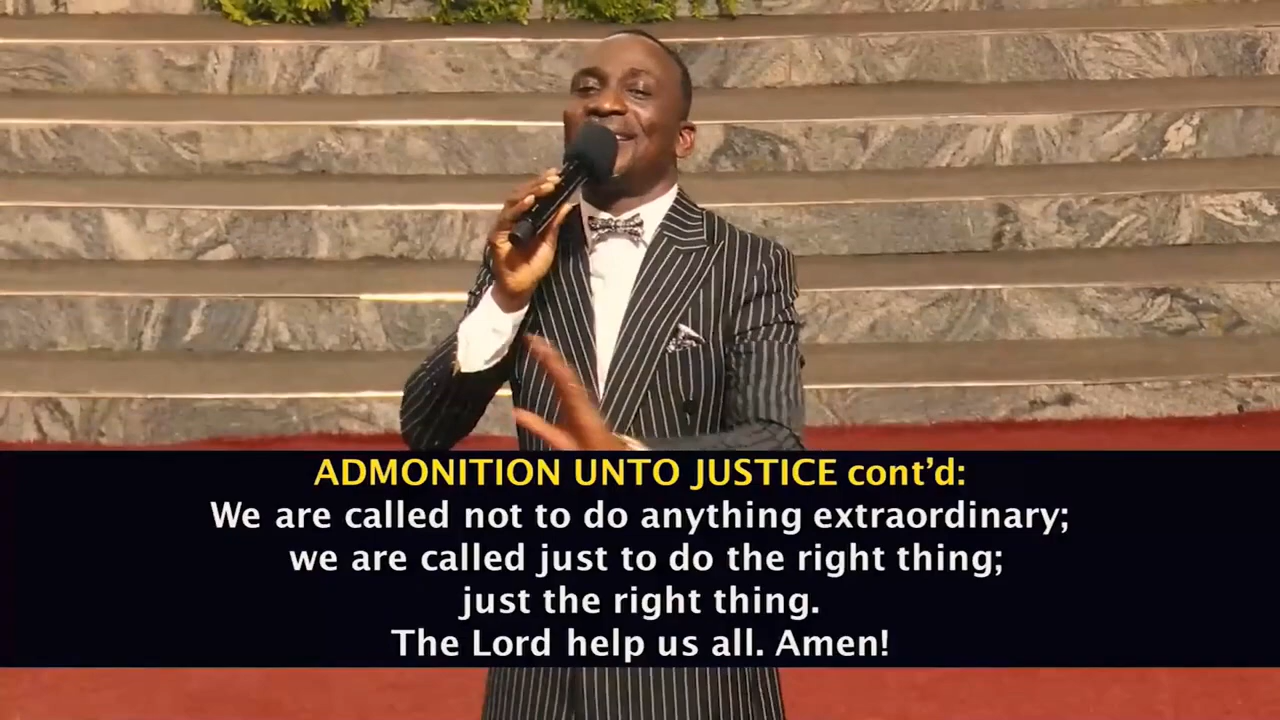 ADMONITION UNTO JUSTICE cont’d:
We are called not to do anything extraordinary;
we are called just to do the right thing;
just the right thing.
The Lord help us all. Amen!